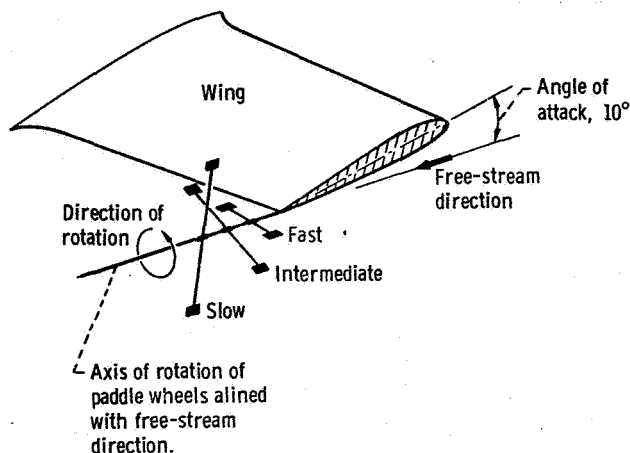 Wing
Angle of
attack, 10°
Free-stream
direction
Direction of
rotation
Fast
Intermediate
Slow
Axis of rotation of
paddle wheels alined
with free-stream
direction.